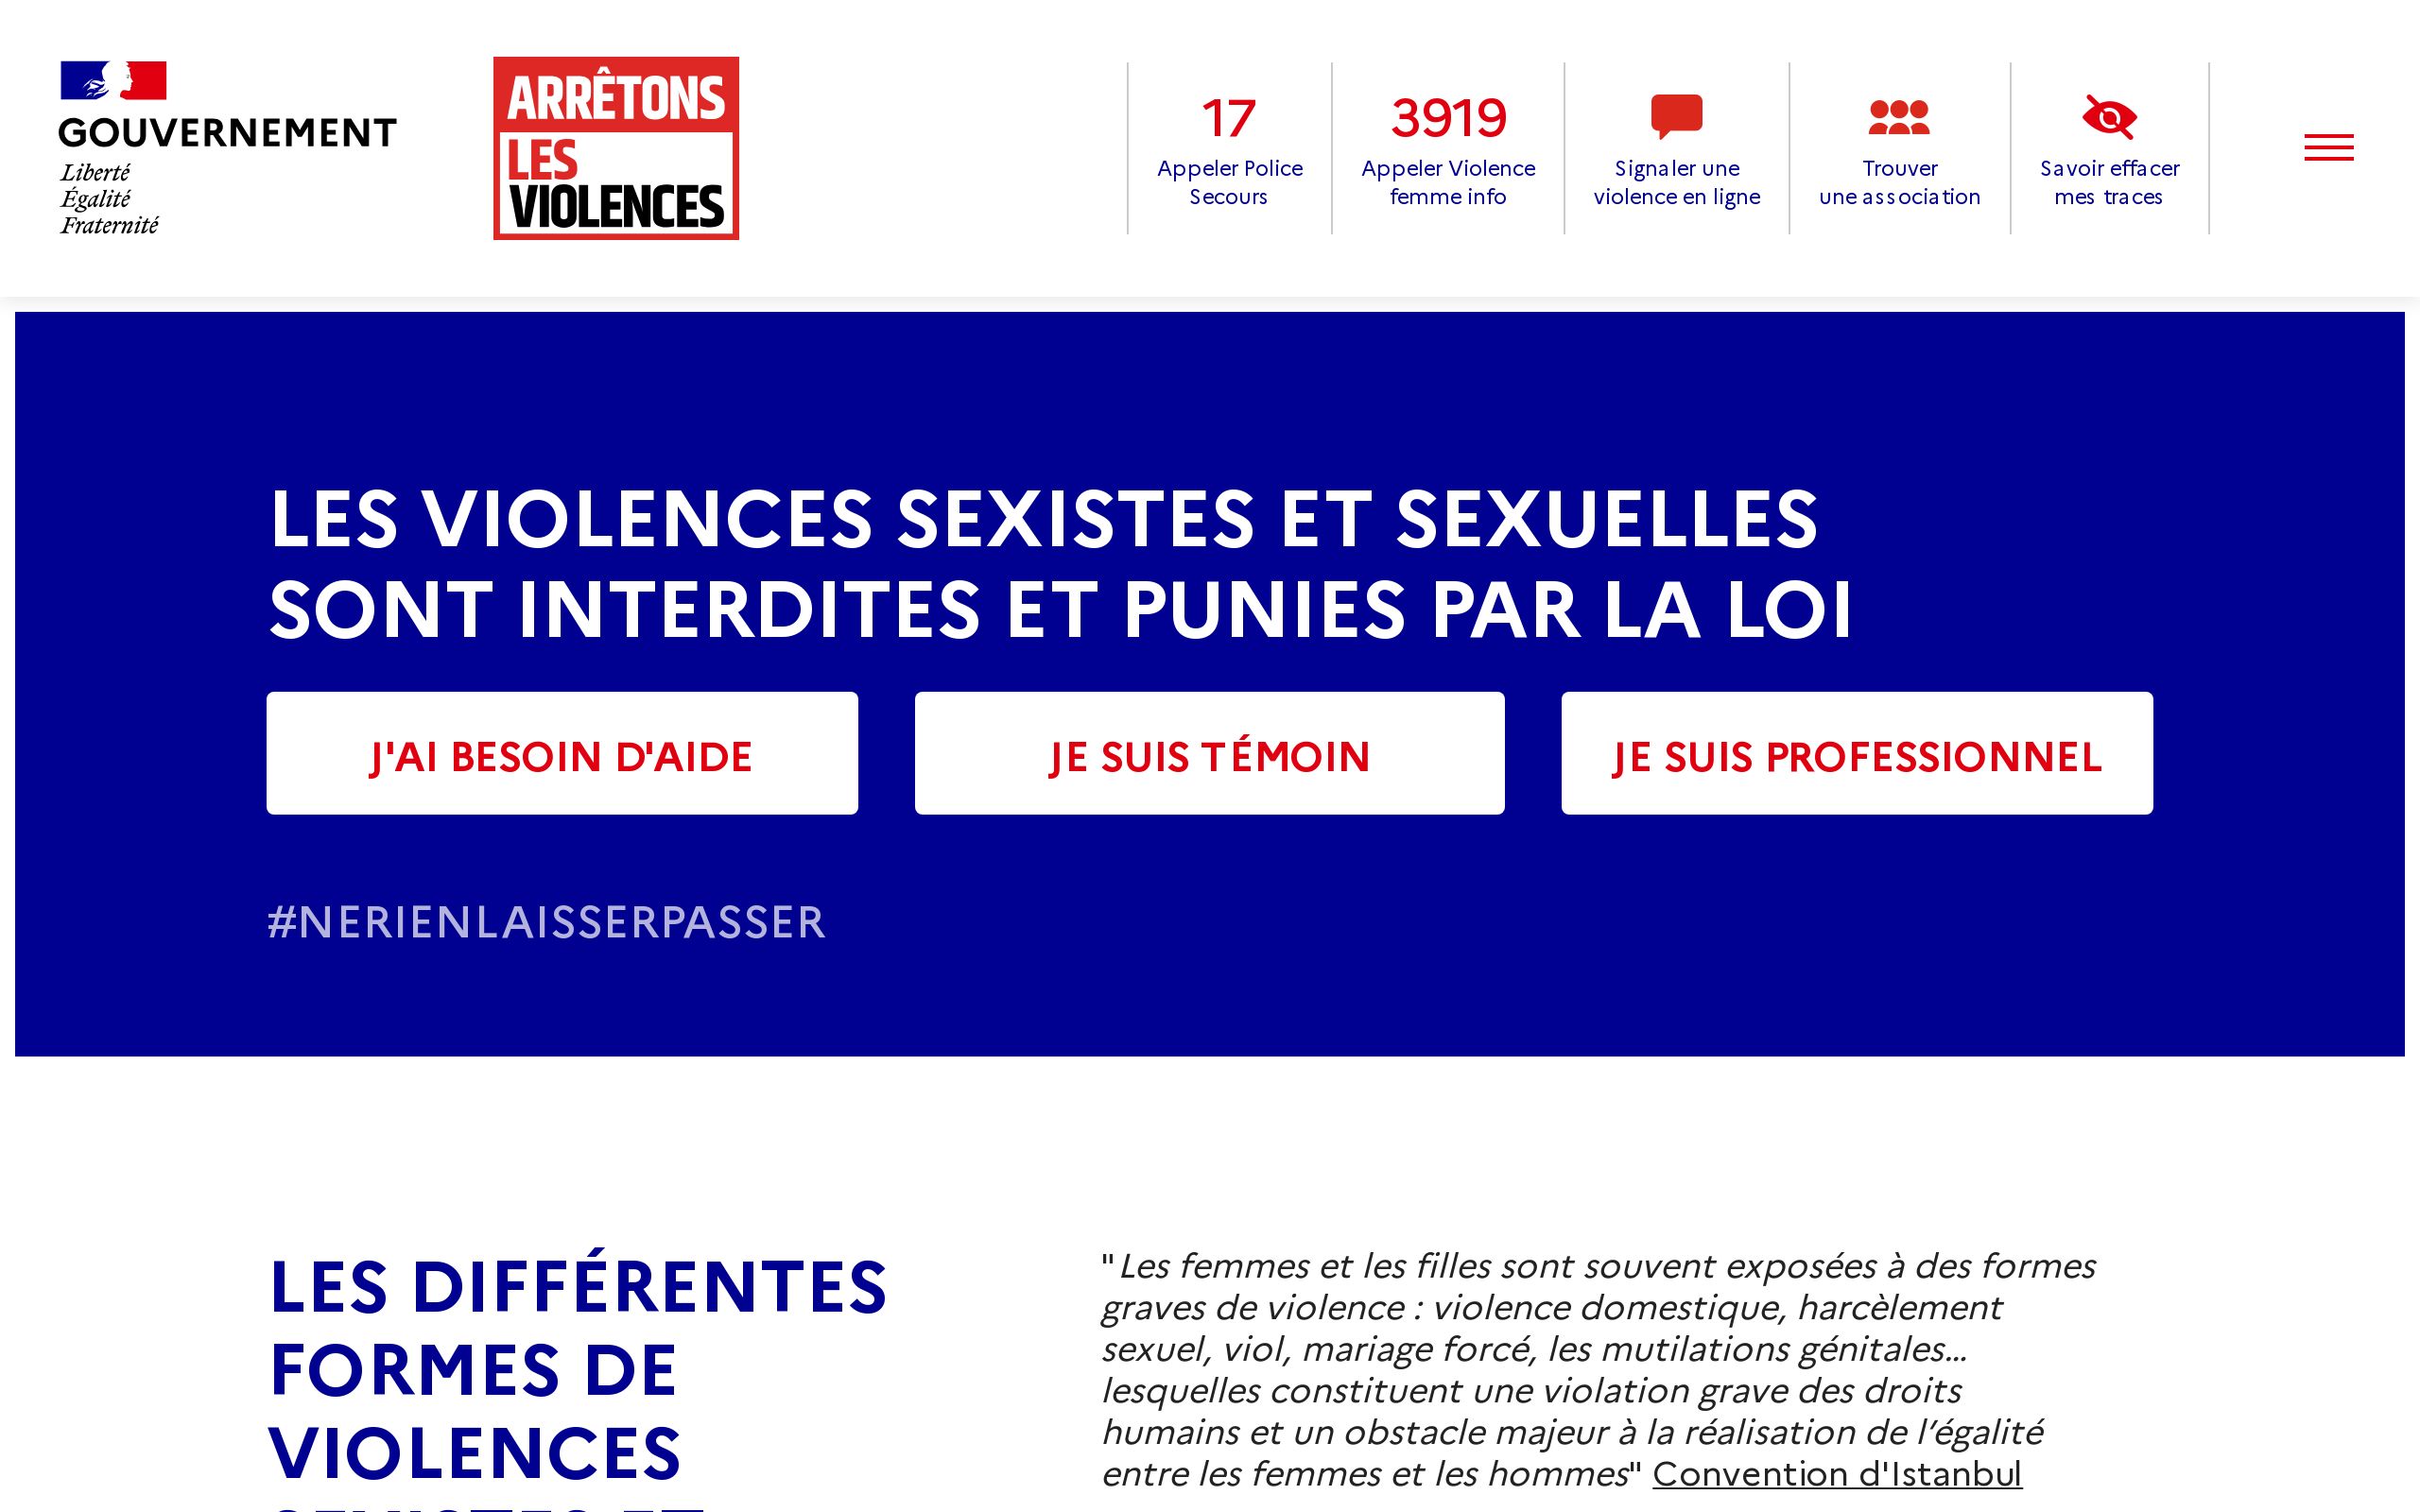 GOUVERNEMENT
Liberté
Égalité
Fraternité
ARRÊTONS
LES
VIOLENCES
17
Appeler Police
Secours
3919
Appeler Violence
femme info
Signaler une
violence en ligne
Trouver
une association
Savoir effacer
mes traces
LES VIOLENCES SEXISTES ET SEXUELLES
SONT INTERDITES ET PUNIES PAR LA LOI
J'AI BESOIN D'AIDE
JE SUIS TÉMOIN
JE SUIS PROFESSIONNEL
#NERIENLAISSERPASSER
LES DIFFÉRENTES
FORMES DE
VIOLENCES
"Les femmes et les filles sont souvent exposées à des formes
graves de violence : violence domestique, harcèlement
sexuel, viol, mariage forcé, les mutilations génitales…
lesquelles constituent une violation grave des droits
humains et un obstacle majeur à la réalisation de l’égalité
entre les femmes et les hommes" Convention d'Istanbul